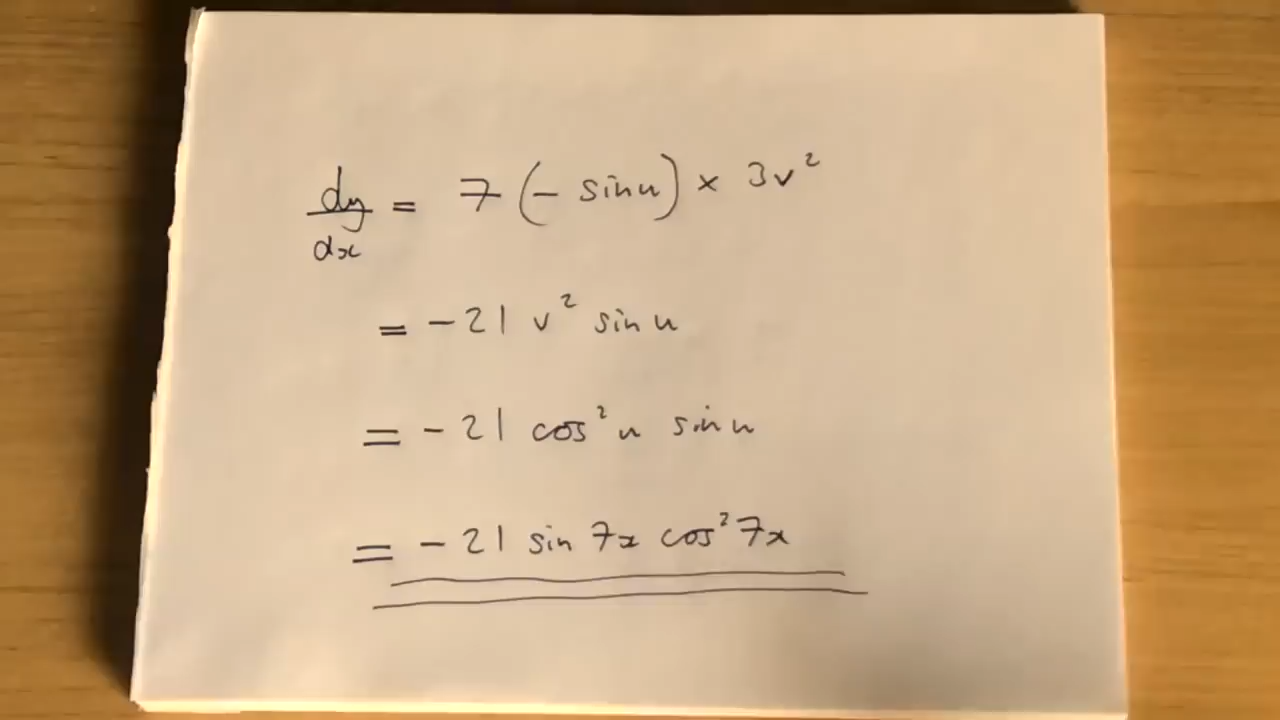 dy/dx = 7 (- sin u) × 3v²
= -21 v² sin u
= -21 cos² u sin u
= -21 sin 7x cos² 7x